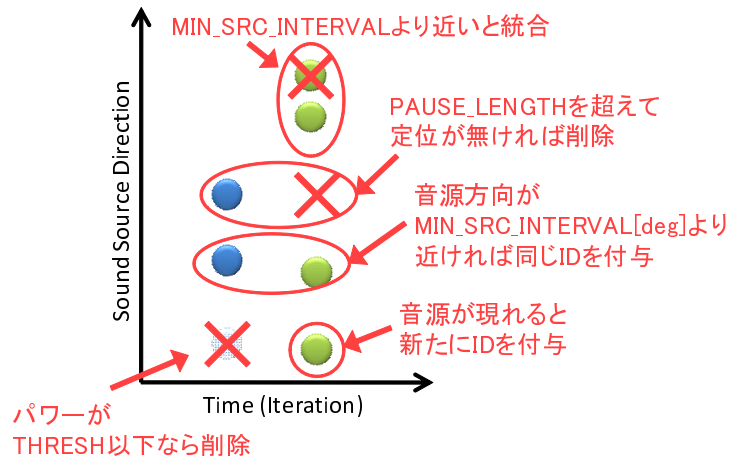 MIN_SRC_INTERVALより近いと統合
PAUSE_LENGTHを超えて
定位が無ければ削除
音源方向が
MIN_SRC_INTERVAL[deg]より
近ければ同じIDを付与
音源が現れると
新たにIDを付与
Sound Source Direction
Time (Iteration)
パワーが
THRESH以下なら削除